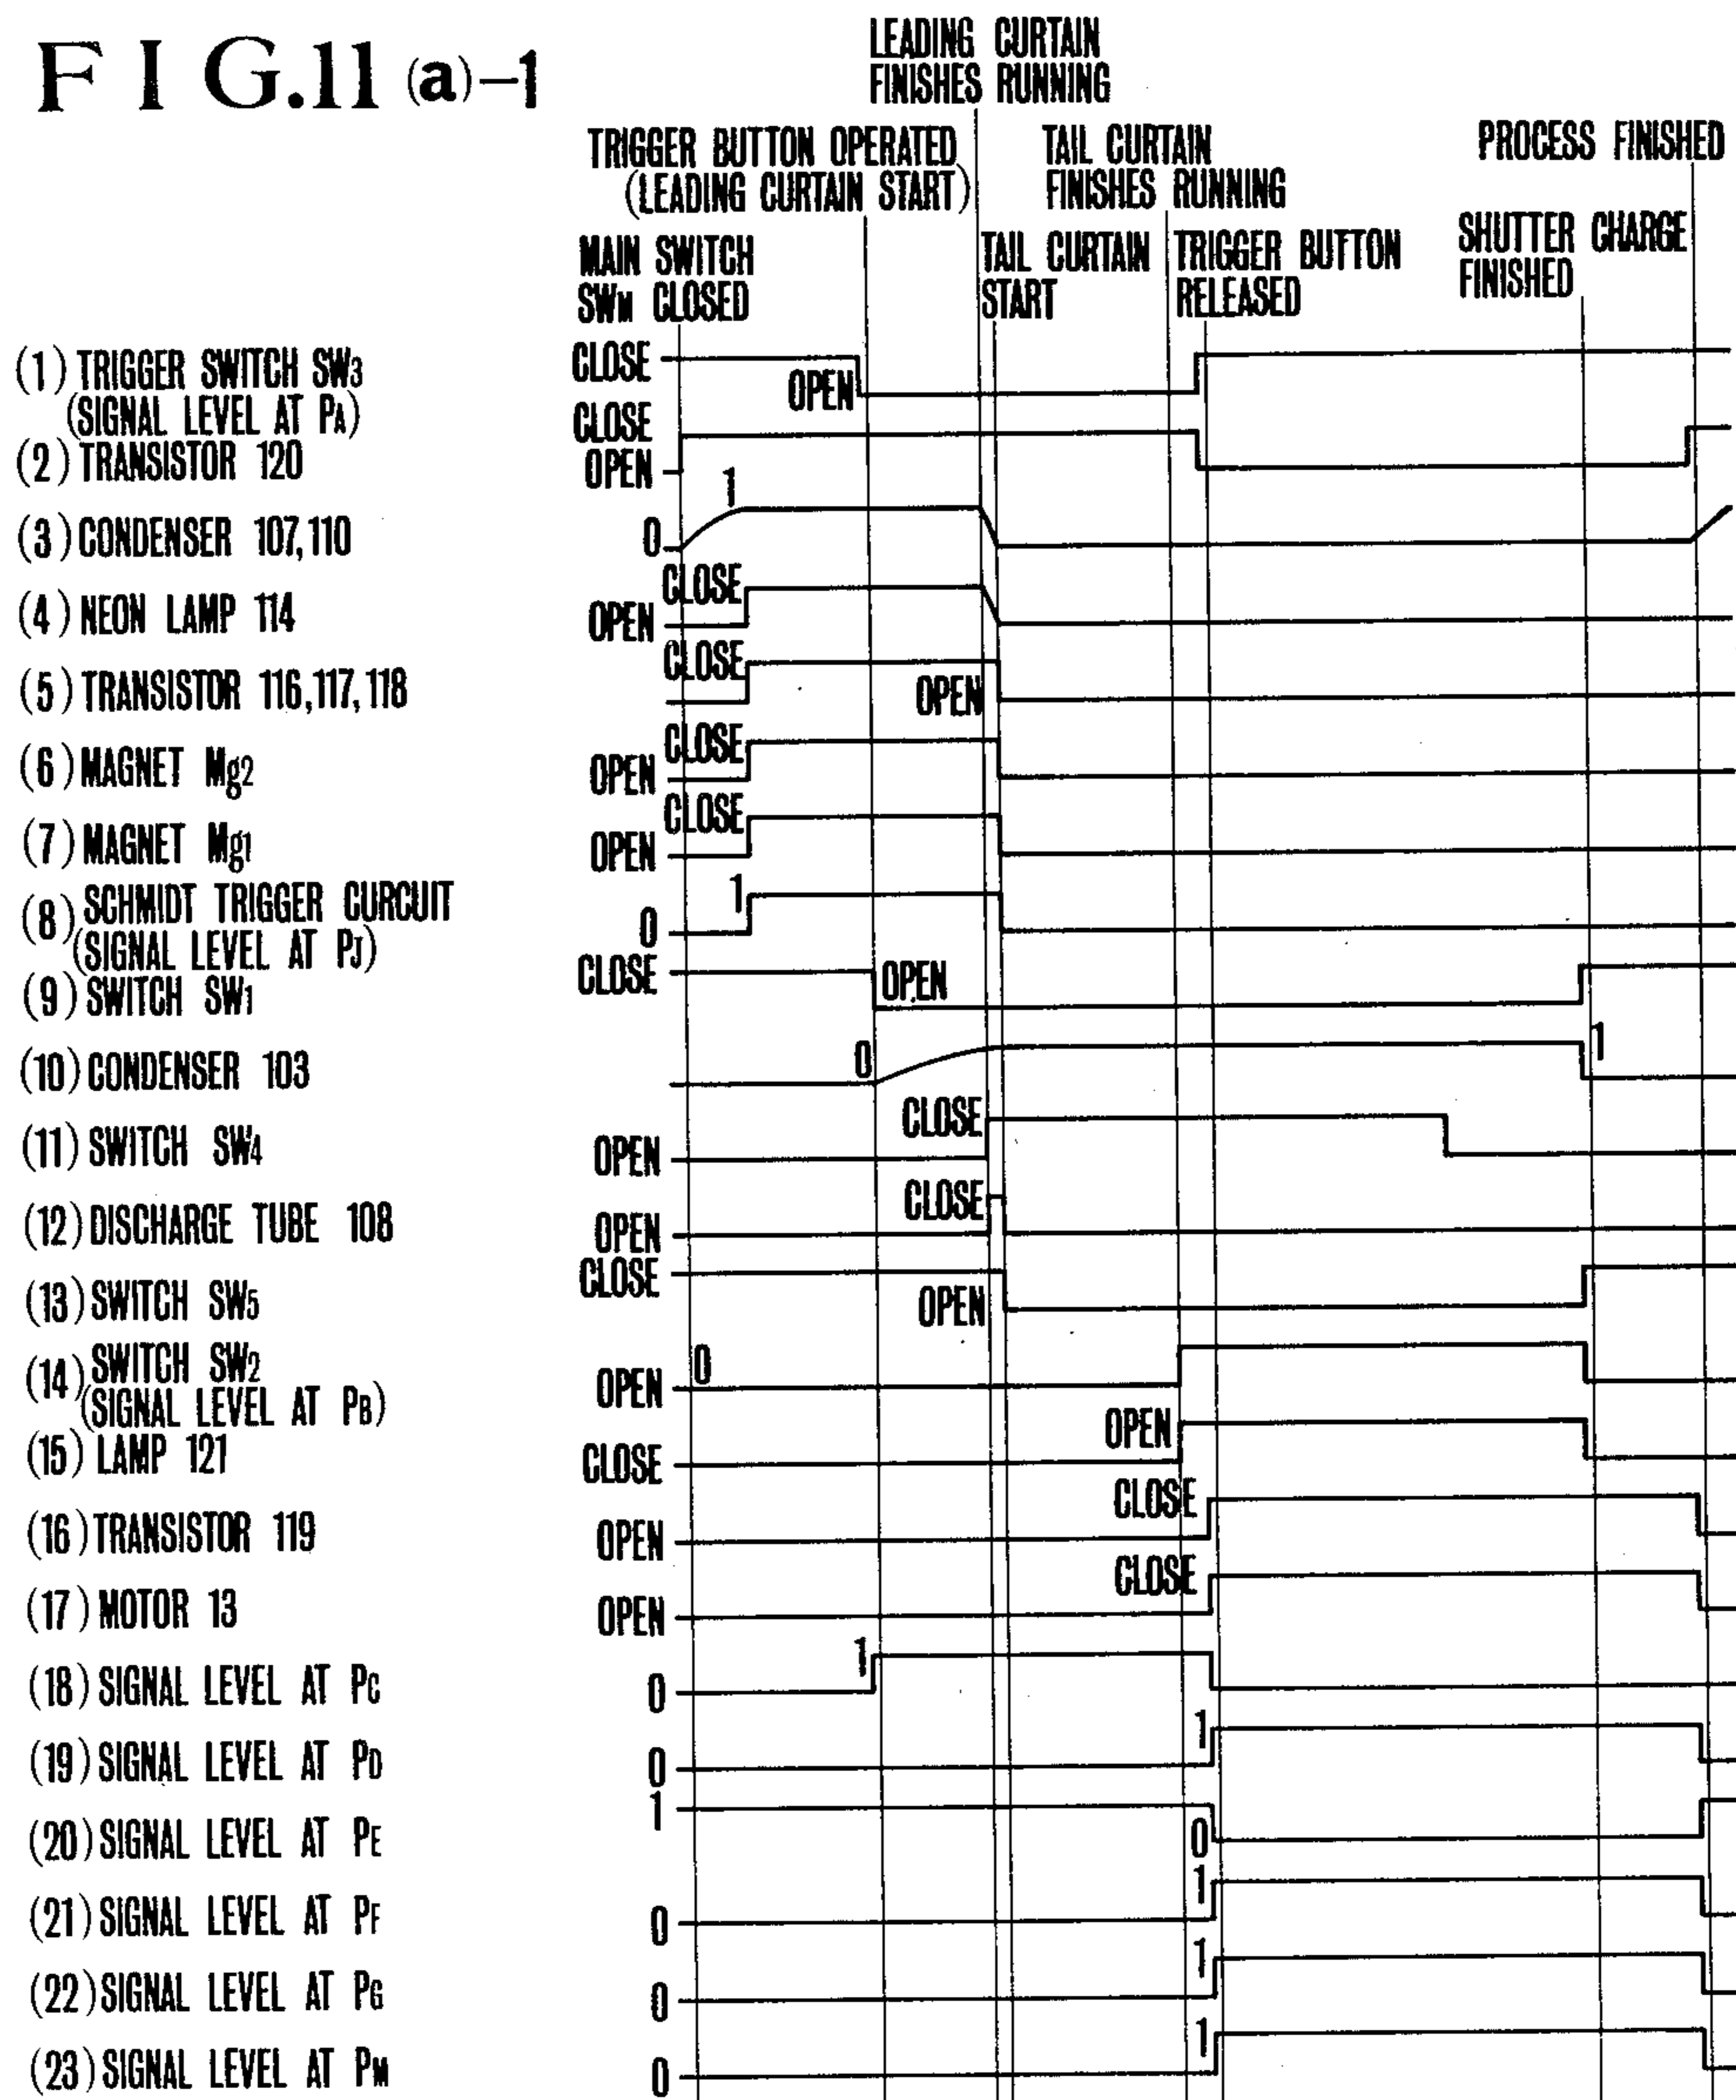 FIG.11 (a)-1
LEADING CURTAIN
FINISHES RUNNING
TRIGGER BUTTON OPERATED
(LEADING CURTAIN START)
TAIL CURTAIN
FINISHES RUNNING
PROCESS FINISHED
MAIN SWITCH
SWM CLOSED
TAIL CURTAIN
START
TRIGGER BUTTON
RELEASED
SHUTTER CHARGE
FINISHED
(1) TRIGGER SWITCH SW3
(SIGNAL LEVEL AT PA)
CLOSE
OPEN
(2) TRANSISTOR 120
CLOSE
OPEN
(3) CONDENSER 107,110
1
0
(4) NEON LAMP 114
CLOSE
OPEN
(5) TRANSISTOR 116,117,118
CLOSE
OPEN
(6) MAGNET Mg2
CLOSE
OPEN
(7) MAGNET Mg1
CLOSE
OPEN
(8) SCHMIDT TRIGGER CURCUIT
(SIGNAL LEVEL AT PJ)
1
0
(9) SWITCH SW1
CLOSE
OPEN
(10) CONDENSER 103
0
1
(11) SWITCH SW4
CLOSE
OPEN
(12) DISCHARGE TUBE 108
CLOSE
OPEN
(13) SWITCH SW5
CLOSE
OPEN
(14) SWITCH SW2
(SIGNAL LEVEL AT PB)
0
OPEN
(15) LAMP 121
OPEN
CLOSE
(16) TRANSISTOR 119
CLOSE
OPEN
(17) MOTOR 13
CLOSE
OPEN
(18) SIGNAL LEVEL AT PC
1
0
(19) SIGNAL LEVEL AT PD
1
0
(20) SIGNAL LEVEL AT PE
1
0
(21) SIGNAL LEVEL AT PF
1
0
(22) SIGNAL LEVEL AT PG
1
0
(23) SIGNAL LEVEL AT PM
1
0